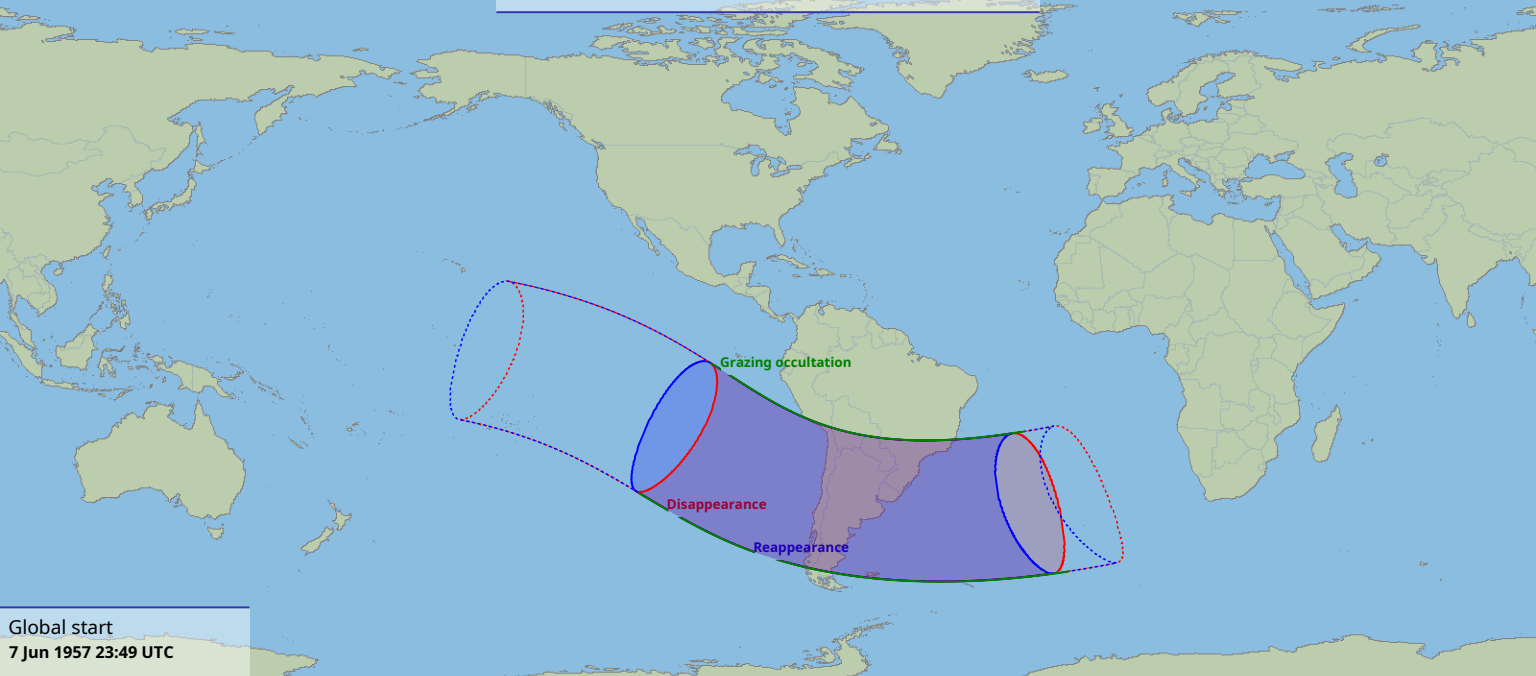 Grazing occultation
Disappearance
Reappearance
Global start
7 Jun 1957 23:49 UTC